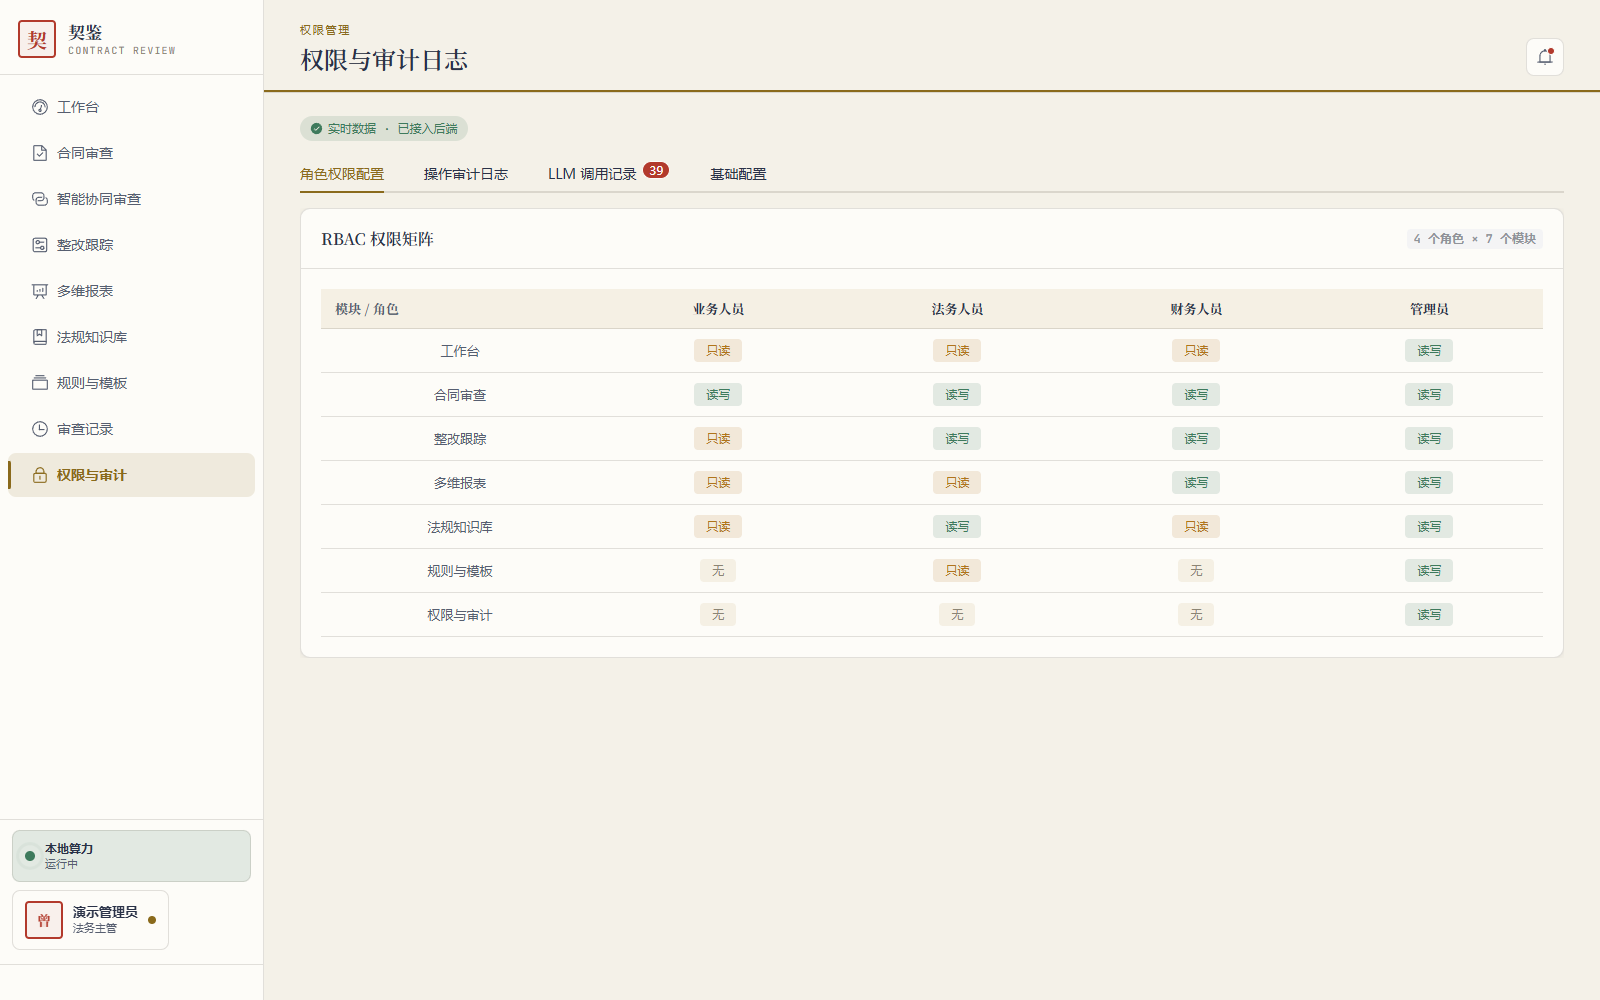 契
契鉴
CONTRACT REVIEW
工作台
合同审查
智能协同审查
整改跟踪
多维报表
法规知识库
规则与模板
审查记录
权限与审计
本地算力
运行中
演示管理员
法务主管
权限管理
权限与审计日志
实时数据 · 已接入后端
角色权限配置 操作审计日志 LLM 调用记录 39 基础配置
RBAC 权限矩阵 4 个角色 × 7 个模块
模块 / 角色 业务人员 法务人员 财务人员 管理员
工作台 只读 只读 只读 读写
合同审查 读写 读写 读写 读写
整改跟踪 只读 读写 读写 读写
多维报表 只读 只读 读写 读写
法规知识库 只读 读写 只读 读写
规则与模板 无 只读 无 读写
权限与审计 无 无 无 读写